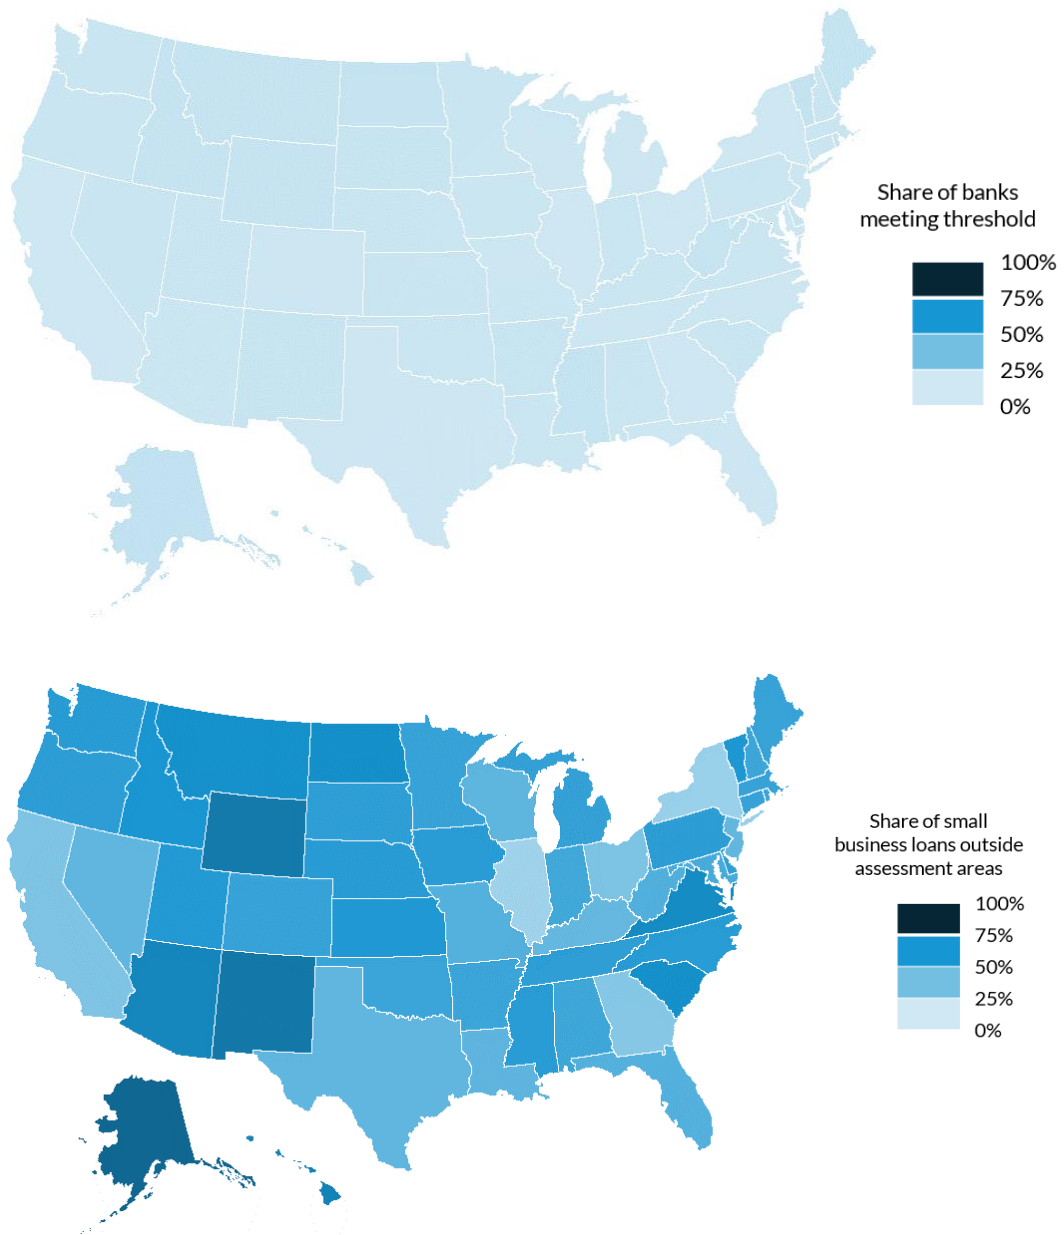 Share of banks
meeting threshold
100%
75%
50%
25%
0%
Share of small
business loans outside
assessment areas
100%
75%
50%
25%
0%